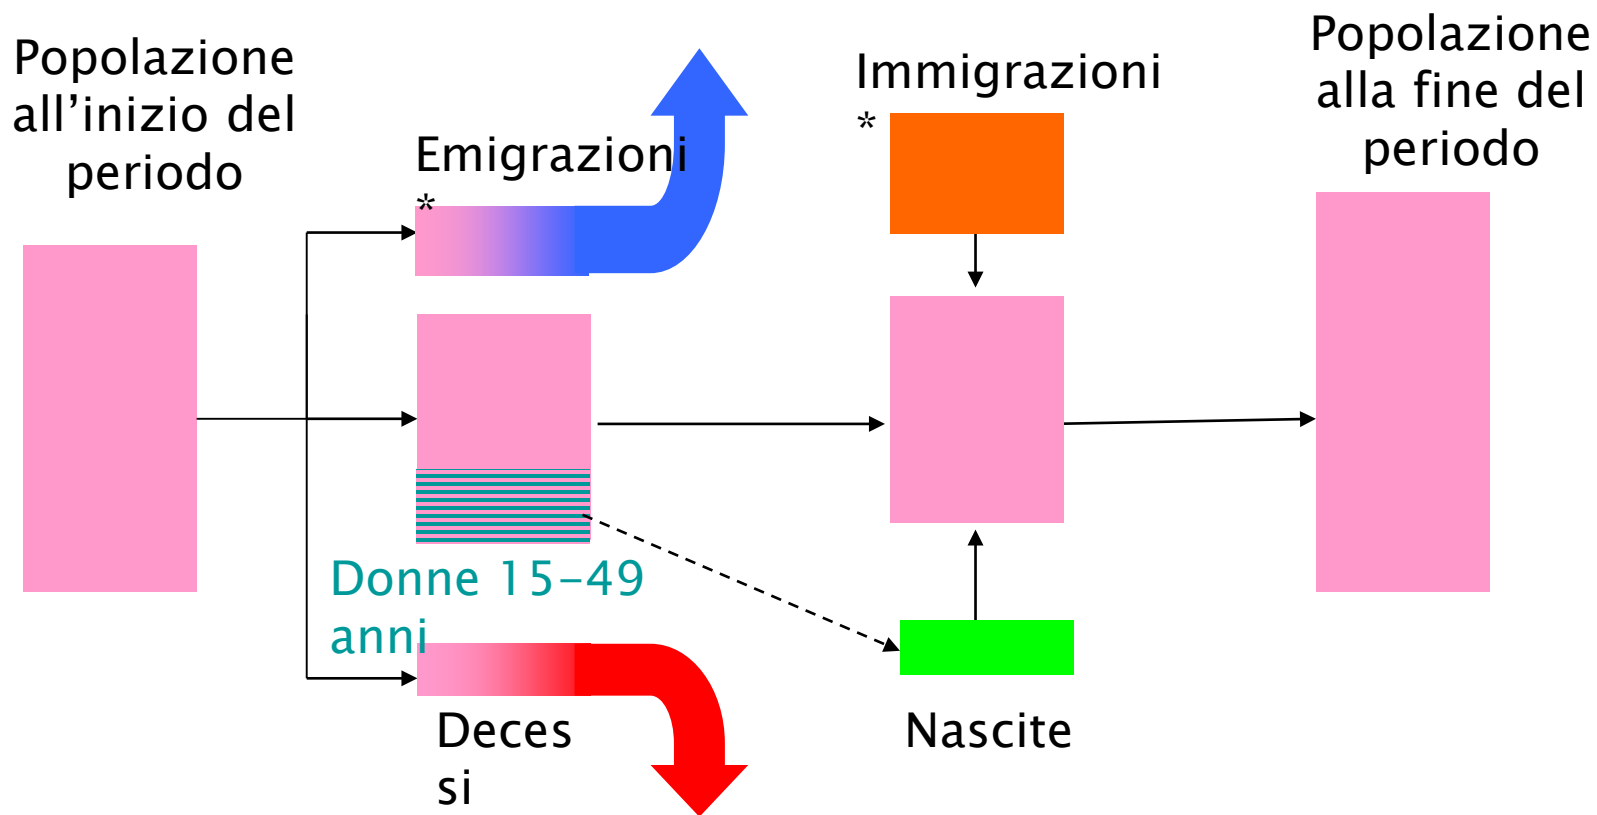 Popolazione
all’inizio del
periodo
Emigrazioni
*
Immigrazioni
*
Popolazione
alla fine del
periodo
Donne 15-49
anni
Deces
si
Nascite